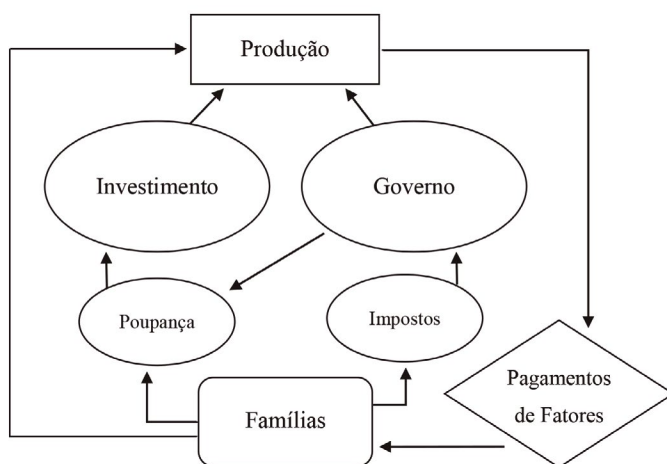 Produção
Investimento
Governo
Poupança
Impostos
Pagamentos
de Fatores
Famílias